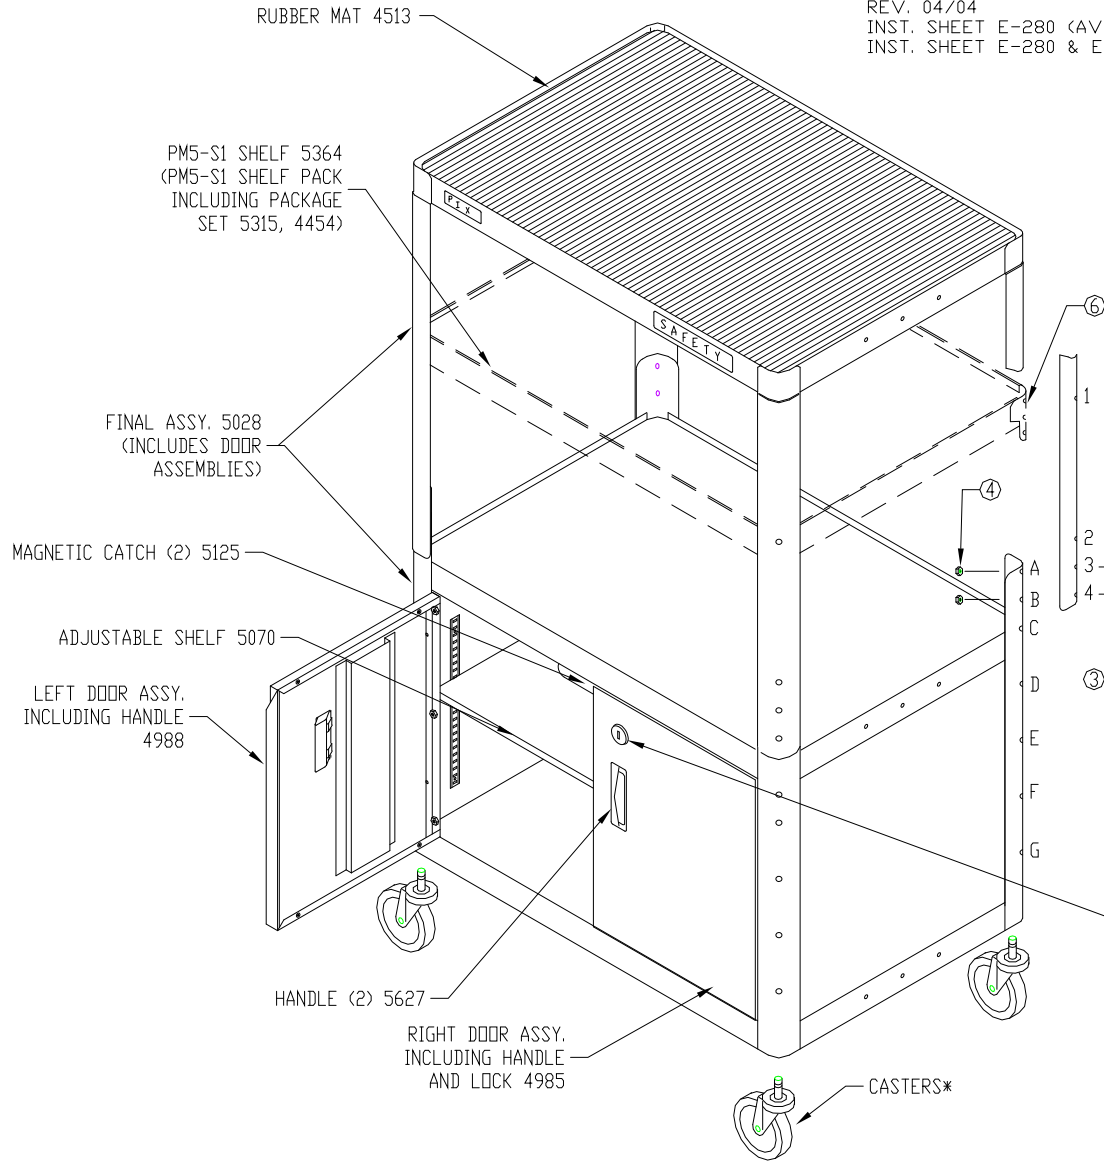 RUBBER MAT 4513
REV. 04/04
INST. SHEET E-280 (AV
INST. SHEET E-280 & E
PM5-S1 SHELF 5364
(PM5-S1 SHELF PACK
INCLUDING PACKAGE
SET 5315, 4454)
PIX
SAFETY
6
1
FINAL ASSY. 5028
(INCLUDES DOOR
ASSEMBLIES)
4
2
MAGNETIC CATCH (2) 5125
A
3
B
4
C
ADJUSTABLE SHELF 5070
LEFT DOOR ASSY.
INCLUDING HANDLE
4988
D
3
E
F
G
HANDLE (2) 5627
RIGHT DOOR ASSY.
INCLUDING HANDLE
AND LOCK 4985
CASTERS*